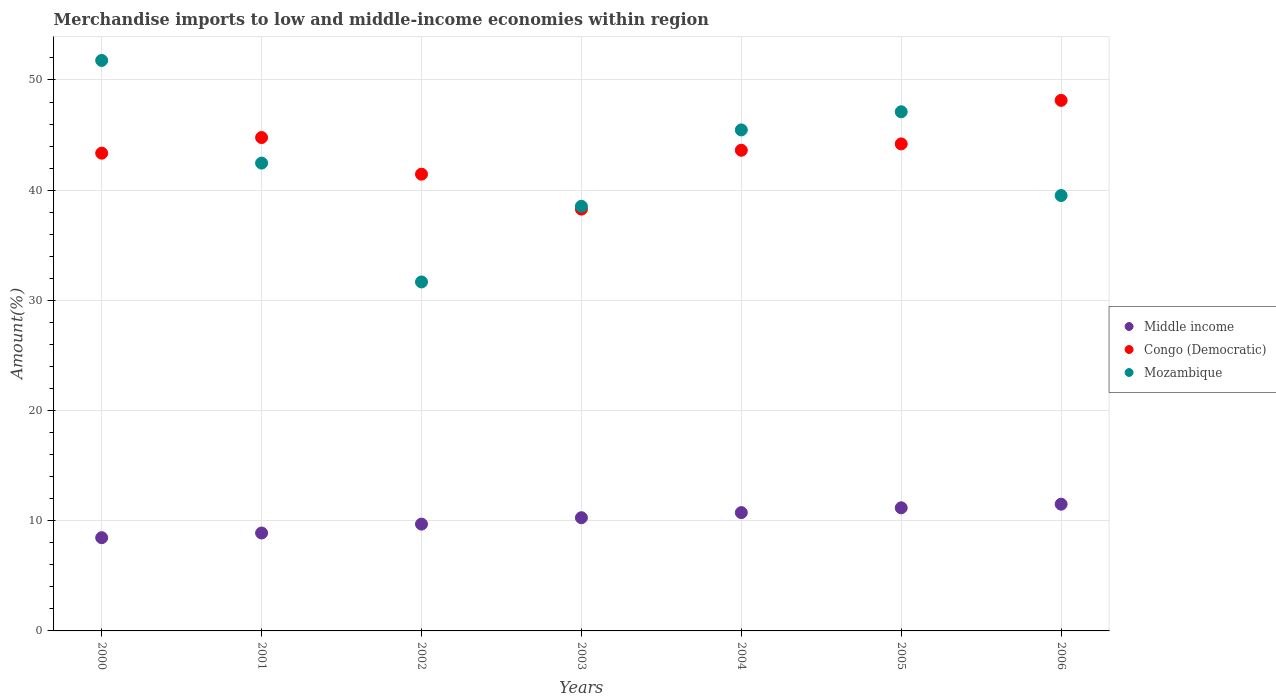 Merchandise imports to low and middle-income economies within region
Amount(%)
50
40
30
20
10
0
2000
2001
2002
2003
2004
2005
2006
Years
Middle income
Congo (Democratic)
Mozambique